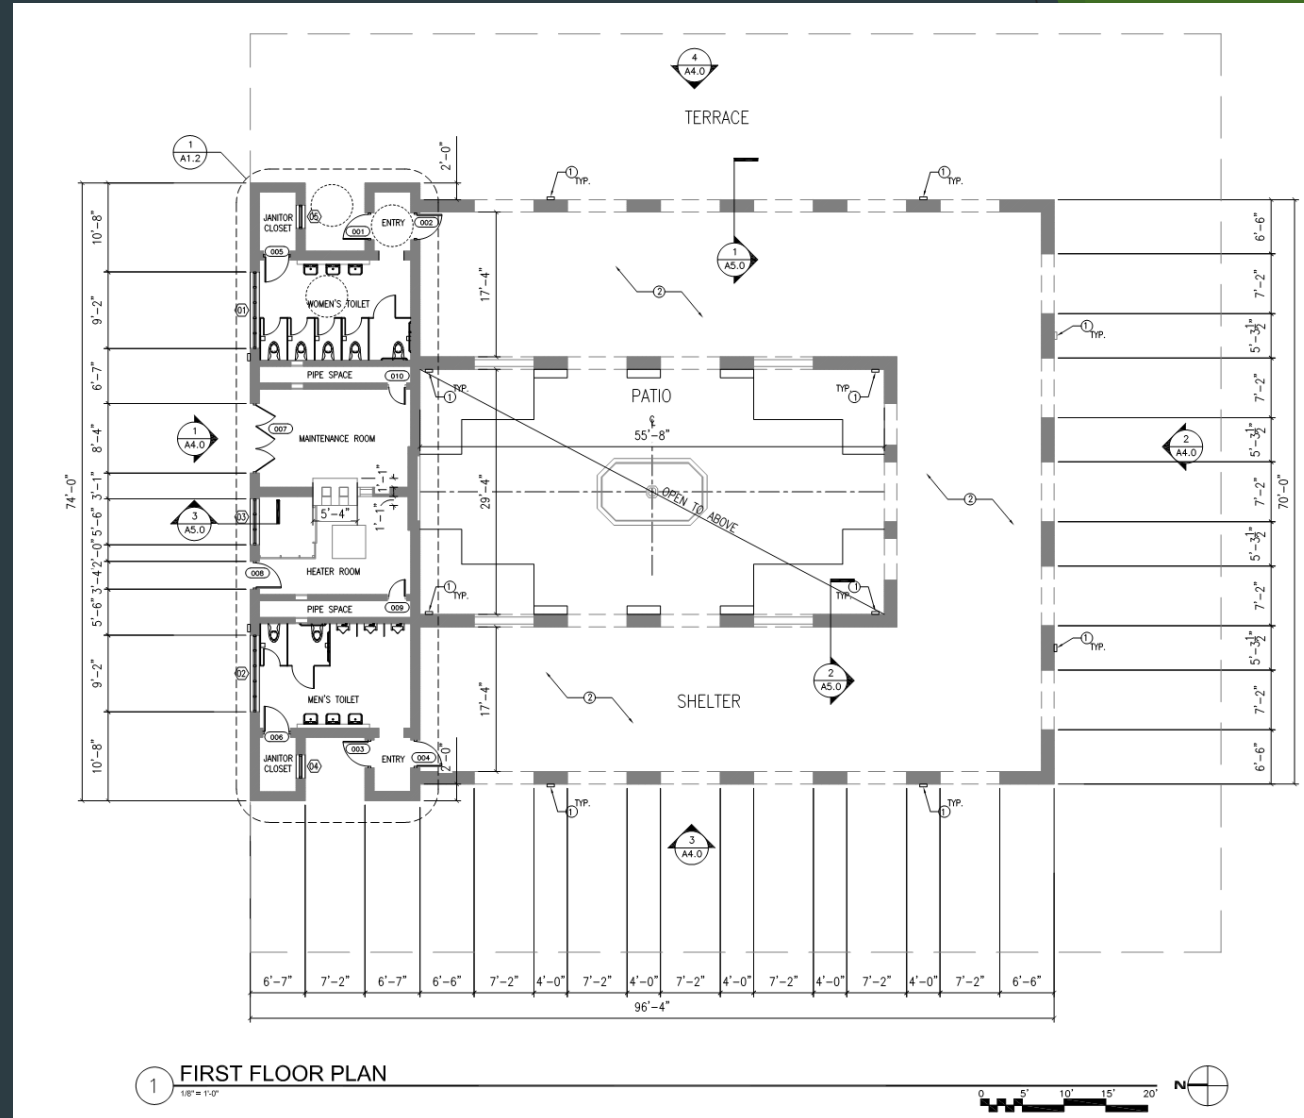 4
A4.0
TERRACE
1
A1.2
2'-0"
1
TYP.
1
TYP.
10'-8"
JANITOR
CLOSET
05
001
ENTRY
002
005
6'-6"
1
A5.0
17'-4"
2
7'-2"
9'-2"
01
WOMEN'S TOILET
1
TYP.
5'-3½"
6'-7"
PIPE SPACE
010
TYP.
1
PATIO
TYP.
1
7'-2"
℄
55'-8"
8'-4"
1
A4.0
007
MAINTENANCE ROOM
5'-3½"
2
A4.0
74'-0"
3'-1"
1'-1"
29'-4"
OPEN TO ABOVE
2
7'-2"
70'-0"
3
A5.0
03
5'-4"
1'-1"
5'-6"
2'-0"
5'-3½"
3'-4"
008
HEATER ROOM
1
TYP.
1
TYP.
7'-2"
5'-6"
PIPE SPACE
009
5'-3½"
1
TYP.
9'-2"
02
MEN'S TOILET
17'-4"
2
SHELTER
2
A5.0
7'-2"
006
003
10'-8"
JANITOR
CLOSET
04
ENTRY
004
2'-0"
6'-6"
TYP.
1
TYP.
1
3
A4.0
6'-7" 7'-2" 6'-7" 6'-6" 7'-2" 4'-0" 7'-2" 4'-0" 7'-2" 4'-0" 7'-2" 4'-0" 7'-2" 4'-0" 7'-2" 6'-6"
96'-4"
1 FIRST FLOOR PLAN
1/8" = 1'-0"
0 5' 10' 15' 20'
N